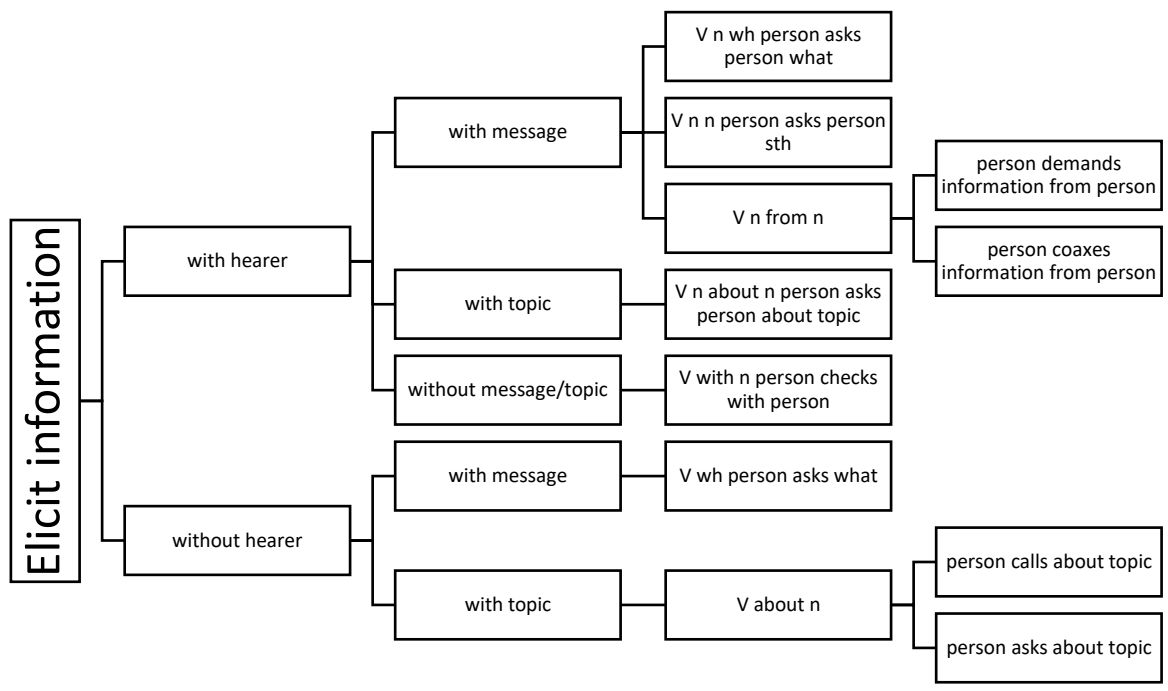 Elicit information
with hearer
with message
V n wh person asks
person what
V n n person asks person
sth
V n from n
person demands
information from person
person coaxes
information from person
with topic
V n about n person asks
person about topic
without message/topic
V with n person checks
with person
without hearer
with message
V wh person asks what
with topic
V about n
person calls about topic
person asks about topic